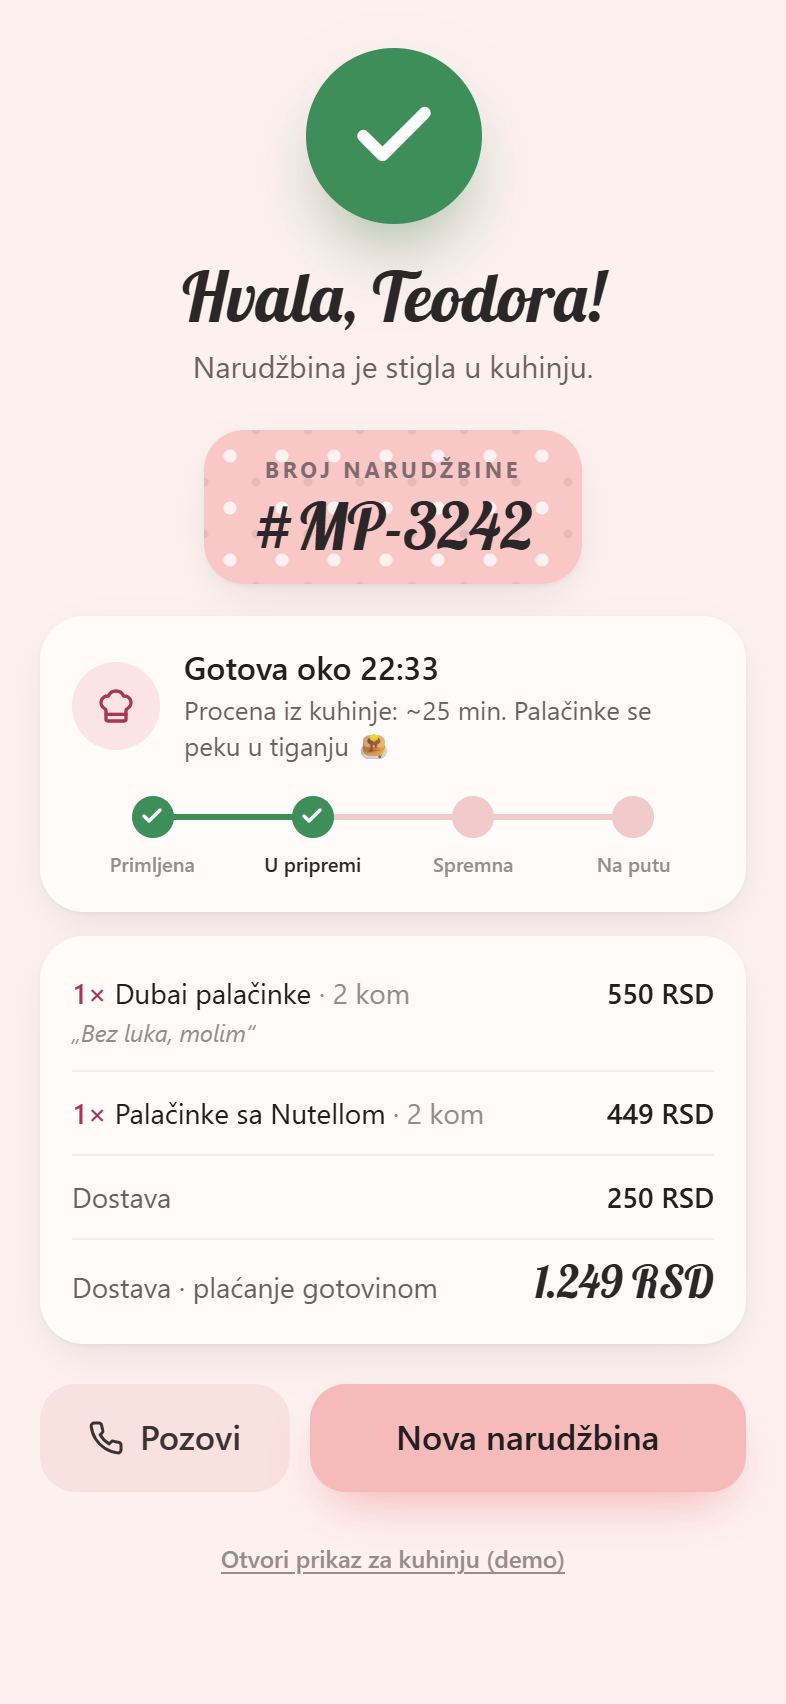 Hvala, Teodora!
Narudžbina je stigla u kuhinju.
BROJ NARUDŽBINE
#MP-3242
Gotova oko 22:33
Procena iz kuhinje: ~25 min. Palačinke se
peku u tiganju 🥞
Primljena U pripremi Spremna Na putu
1× Dubai palačinke · 2 kom 550 RSD
„Bez luka, molim“
1× Palačinke sa Nutellom · 2 kom 449 RSD
Dostava 250 RSD
Dostava · plaćanje gotovinom 1.249 RSD
Pozovi Nova narudžbina
Otvori prikaz za kuhinju (demo)